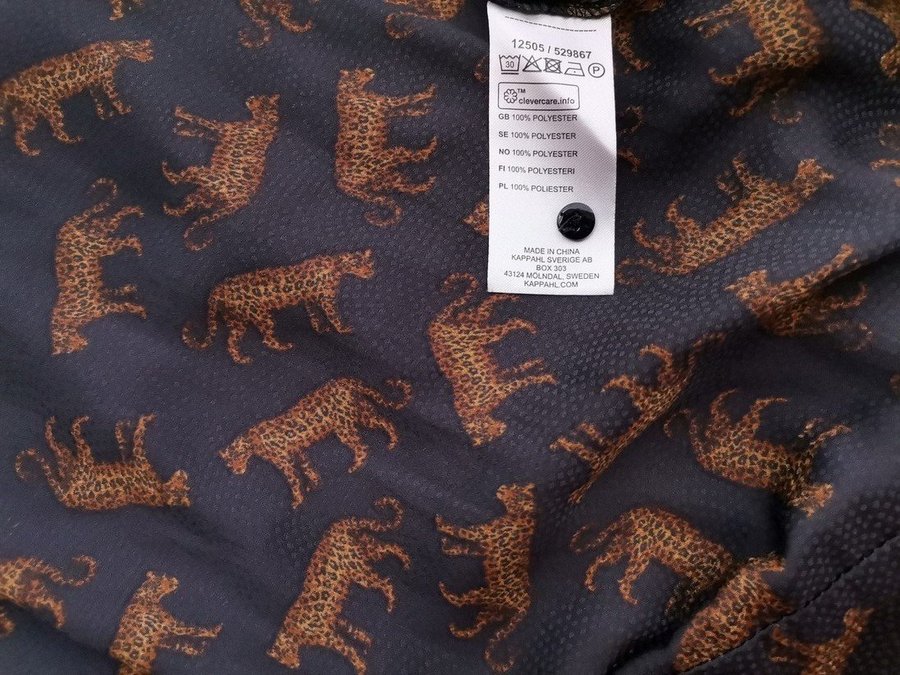 12505 / 529867
30 P
TM
clevercare.info
GB 100% POLYESTER
SE 100% POLYESTER
NO 100% POLYESTER
FI 100% POLYESTERI
PL 100% POLIESTER
MADE IN CHINA
KAPPAHL SVERIGE AB
BOX 303
43124 MÖLNDAL, SWEDEN
KAPPAHL.COM